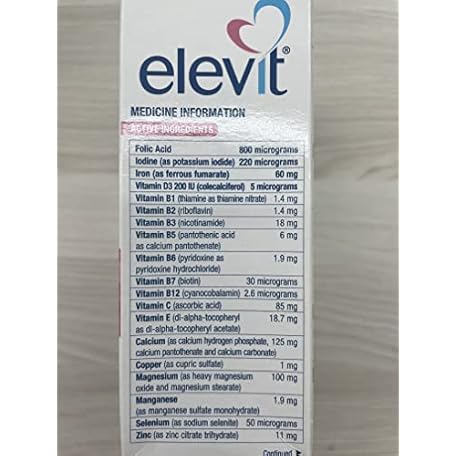 elevit®
MEDICINE INFORMATION
ACTIVE INGREDIENTS
Folic Acid 800 micrograms
Iodine (as potassium iodide) 220 micrograms
Iron (as ferrous fumarate) 60 mg
Vitamin D3 200 IU (colecalciferol) 5 micrograms
Vitamin B1 (thiamine as thiamine nitrate) 1.4 mg
Vitamin B2 (riboflavin) 1.4 mg
Vitamin B3 (nicotinamide) 18 mg
Vitamin B5 (pantothenic acid 6 mg
as calcium pantothenate)
Vitamin B6 (pyridoxine as 1.9 mg
pyridoxine hydrochloride)
Vitamin B7 (biotin) 30 micrograms
Vitamin B12 (cyanocobalamin) 2.6 micrograms
Vitamin C (ascorbic acid) 85 mg
Vitamin E (dl-alpha-tocopheryl 18.7 mg
as dl-alpha-tocopheryl acetate)
Calcium (as calcium hydrogen phosphate, 125 mg
calcium pantothenate and calcium carbonate)
Copper (as cupric sulfate) 1 mg
Magnesium (as heavy magnesium 100 mg
oxide and magnesium stearate)
Manganese 1.9 mg
(as manganese sulfate monohydrate)
Selenium (as sodium selenite) 50 micrograms
Zinc (as zinc citrate trihydrate) 11 mg
Continued